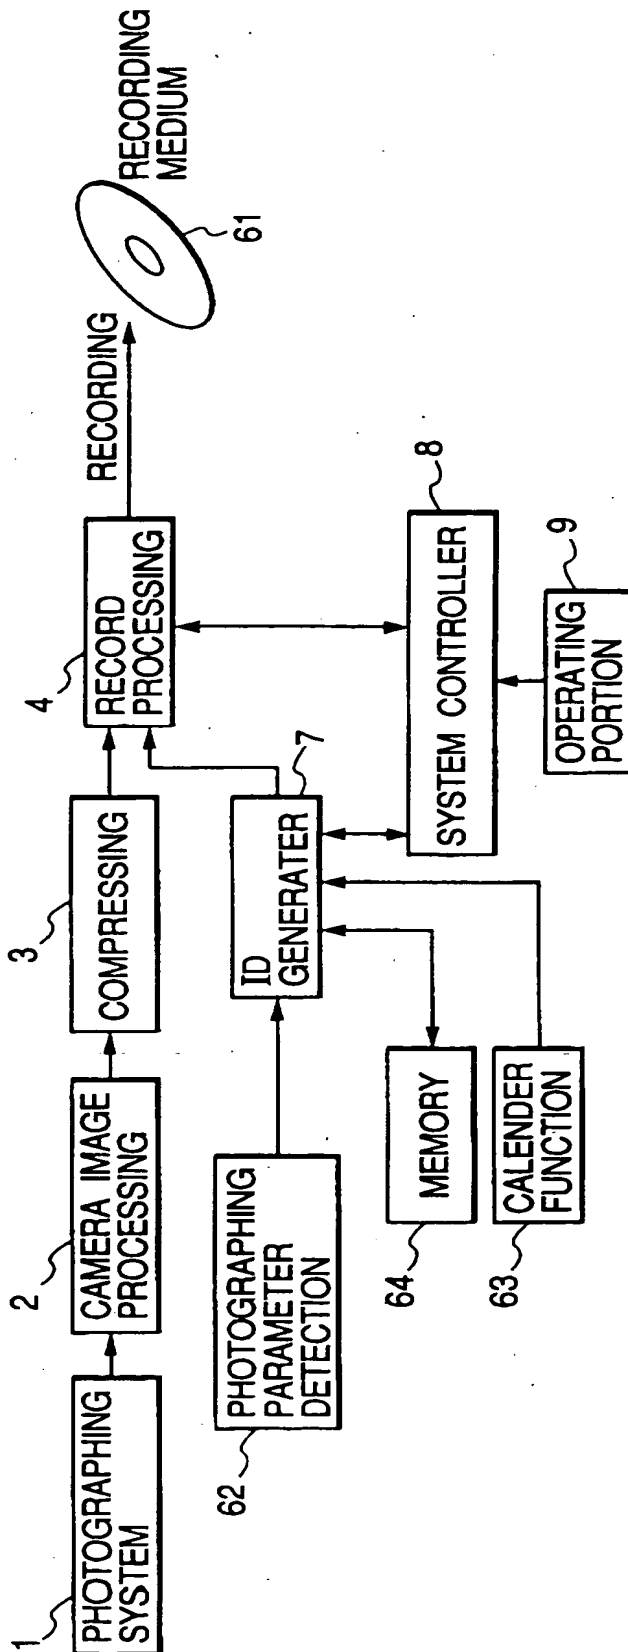 1
PHOTOGRAPHING
SYSTEM
2
CAMERA IMAGE
PROCESSING
3
COMPRESSING
4
RECORD
PROCESSING
RECORDING
RECORDING
MEDIUM
61
62
PHOTOGRAPHING
PARAMETER
DETECTION
ID
GENERATER
7
64
MEMORY
63
CALENDER
FUNCTION
SYSTEM CONTROLLER
8
OPERATING
PORTION
9